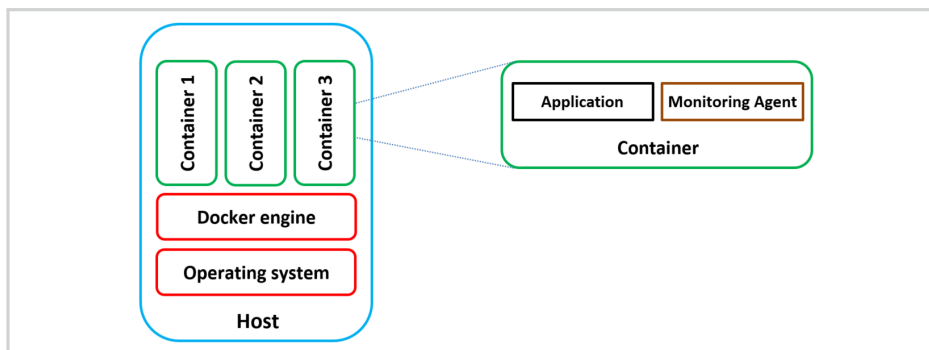 Container 1
Container 2
Container 3
Docker engine
Operating system
Host
Application
Monitoring Agent
Container